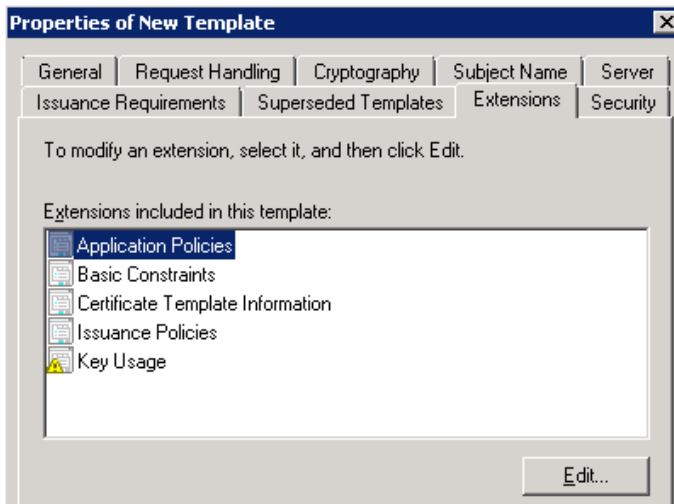 Properties of New Template
General Request Handling Cryptography Subject Name Server
Issuance Requirements Superseded Templates Extensions Security
To modify an extension, select it, and then click Edit.
Extensions included in this template:
Application Policies
Basic Constraints
Certificate Template Information
Issuance Policies
Key Usage
Edit...